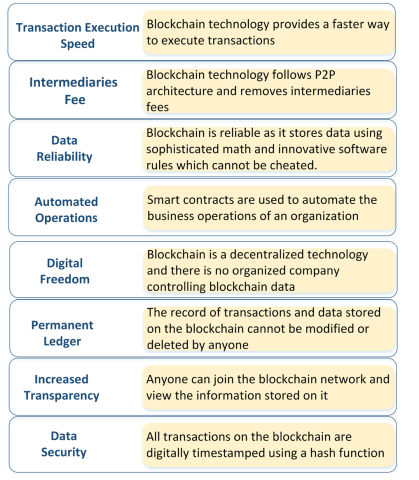 Transaction Execution
Speed
Blockchain technology provides a faster way
to execute transactions
Intermediaries
Fee
Blockchain technology follows P2P
architecture and removes intermediaries
fees
Data
Reliability
Blockchain is reliable as it stores data using
sophisticated math and innovative software
rules which cannot be cheated.
Automated
Operations
Smart contracts are used to automate the
business operations of an organization
Digital
Freedom
Blockchain is a decentralized technology
and there is no organized company
controlling blockchain data
Permanent
Ledger
The record of transactions and data stored
on the blockchain cannot be modified or
deleted by anyone
Increased
Transparency
Anyone can join the blockchain network and
view the information stored on it
Data
Security
All transactions on the blockchain are
digitally timestamped using a hash function